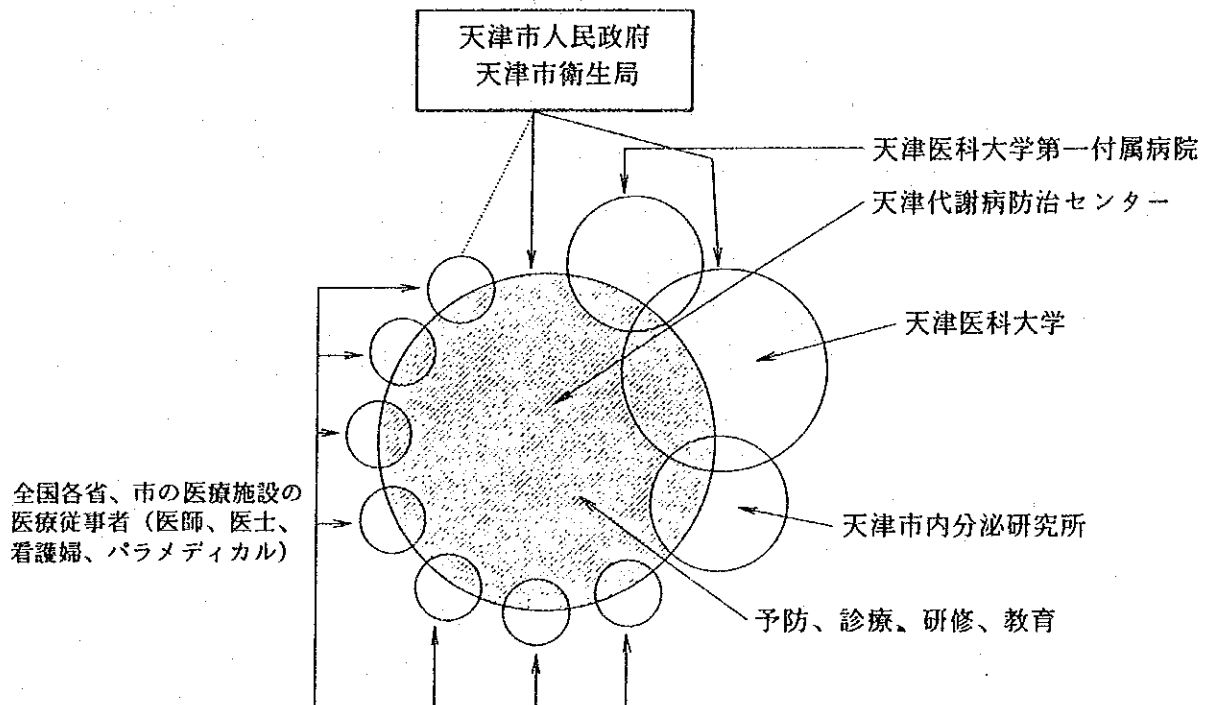 天津市人民政府
天津市衛生局
天津医科大学第一付属病院
天津代謝病防治センター
天津医科大学
全国各省、市の医療施設の
医療従事者(医師、医士、
看護婦、パラメディカル)
天津市内分泌研究所
予防、診療、研修、教育